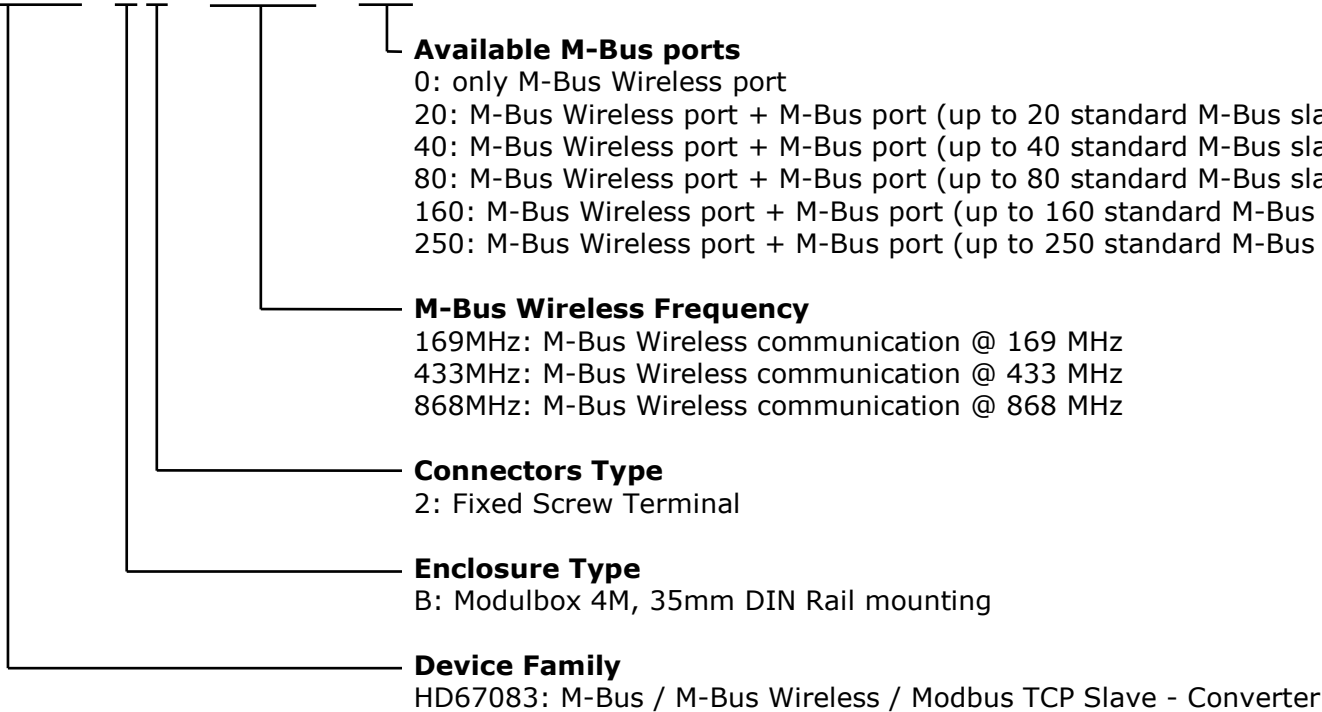 Available M-Bus ports
0: only M-Bus Wireless port
20: M-Bus Wireless port + M-Bus port (up to 20 standard M-Bus
40: M-Bus Wireless port + M-Bus port (up to 40 standard M-Bus
80: M-Bus Wireless port + M-Bus port (up to 80 standard M-Bus
160: M-Bus Wireless port + M-Bus port (up to 160 standard M-Bus
250: M-Bus Wireless port + M-Bus port (up to 250 standard M-Bus
M-Bus Wireless Frequency
169MHz: M-Bus Wireless communication @ 169 MHz
433MHz: M-Bus Wireless communication @ 433 MHz
868MHz: M-Bus Wireless communication @ 868 MHz
Connectors Type
2: Fixed Screw Terminal
Enclosure Type
B: Modulbox 4M, 35mm DIN Rail mounting
Device Family
HD67083: M-Bus / M-Bus Wireless / Modbus TCP Slave - Converter